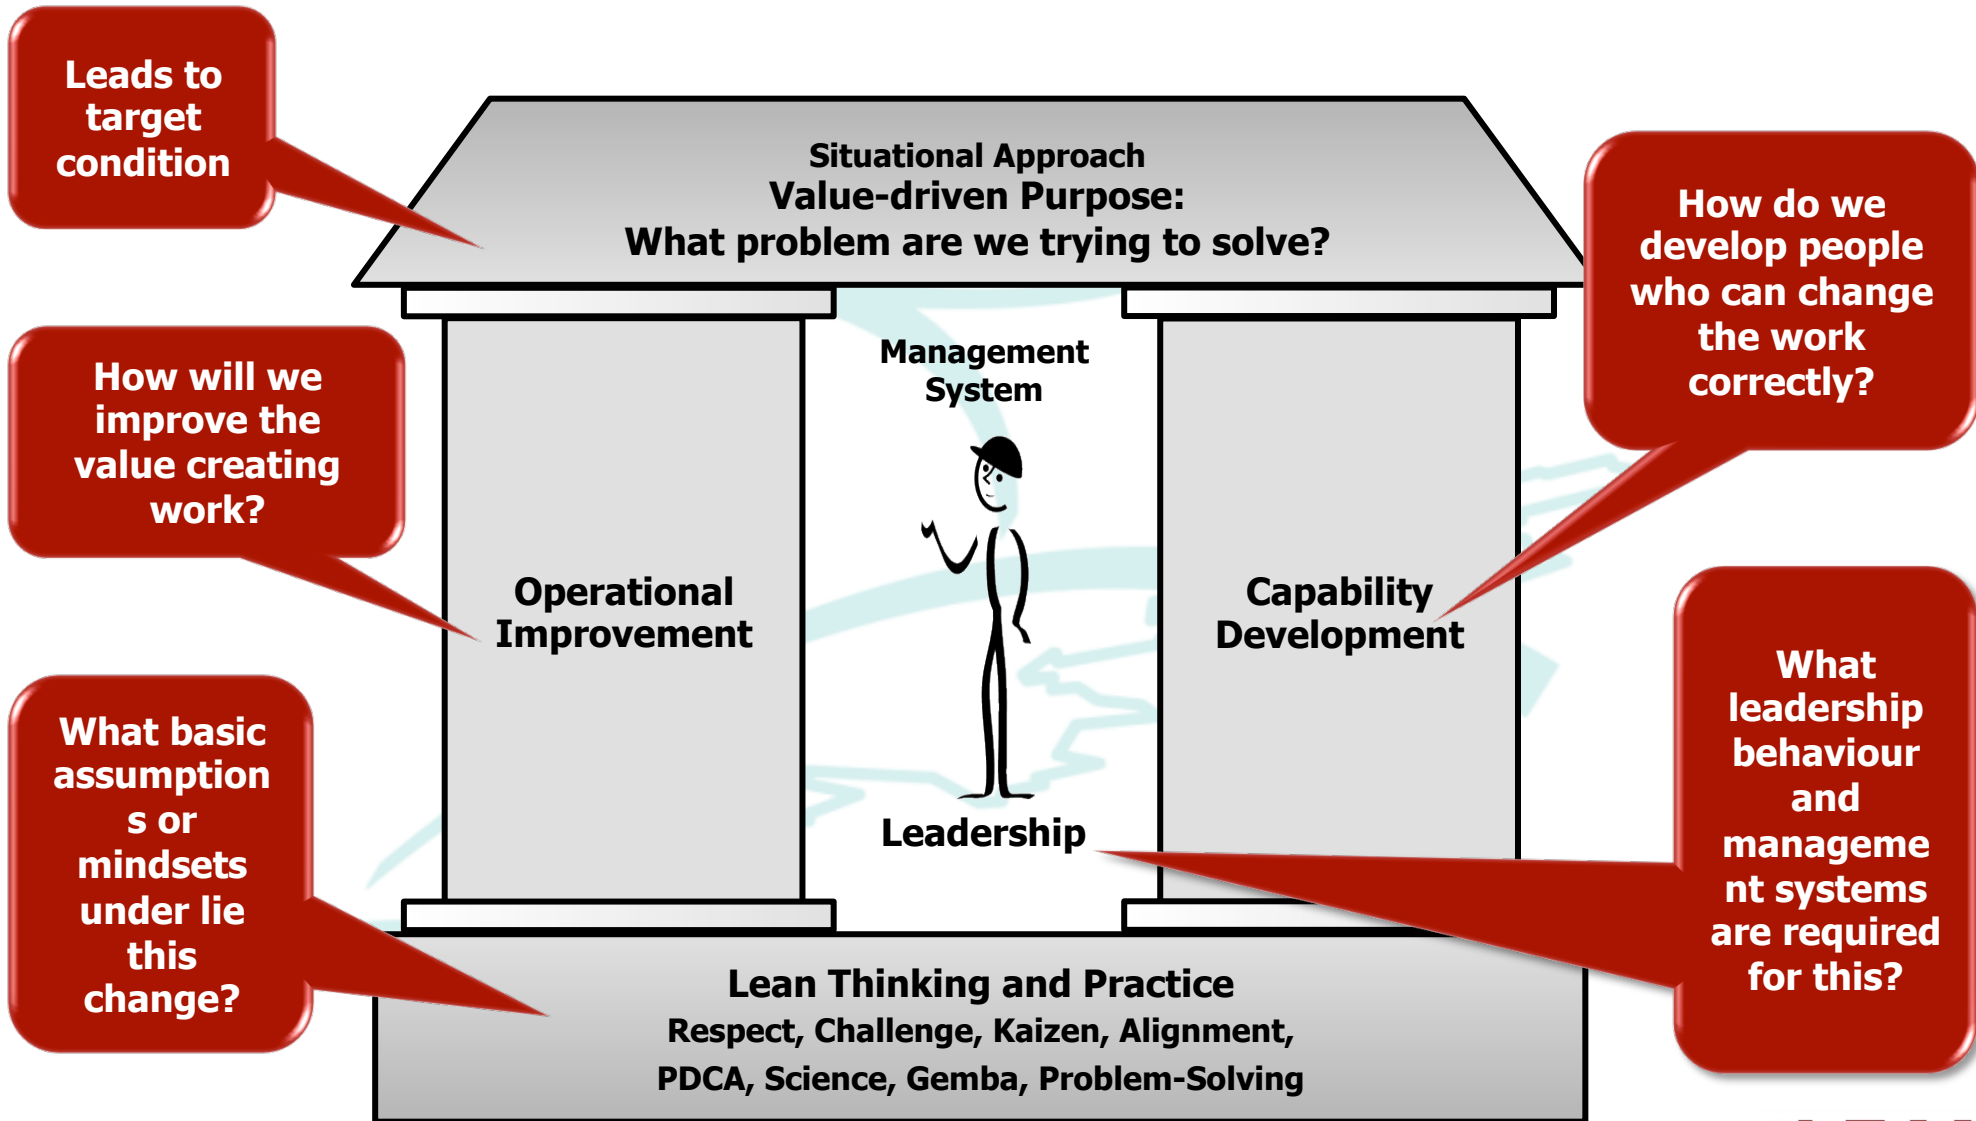 Leads to
target
condition
Situational Approach
Value-driven Purpose:
What problem are we trying to solve?
How do we
develop people
who can change
the work
correctly?
How will we
improve the
value creating
work?
Management
System
Operational
Improvement
Capability
Development
Leadership
What basic
assumption
s or
mindsets
under lie
this
change?
What
leadership
behaviour
and
manageme
nt systems
are required
for this?
Lean Thinking and Practice
Respect, Challenge, Kaizen, Alignment,
PDCA, Science, Gemba, Problem-Solving